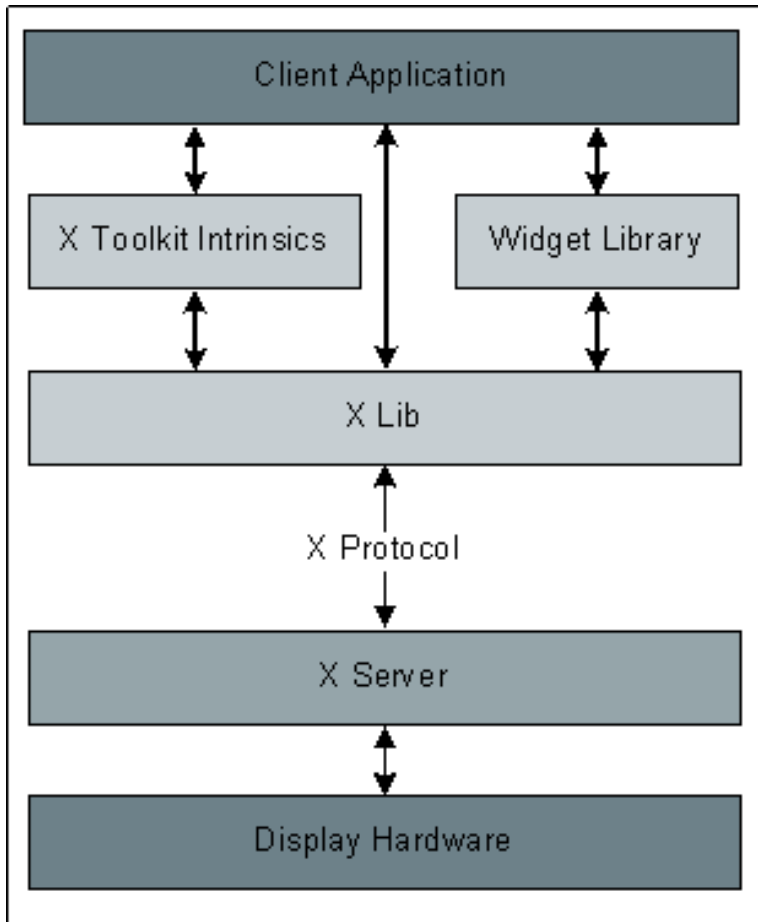 Client Application
X Toolkit Intrinsics
Widget Library
X Lib
X Protocol
X Server
Display Hardware